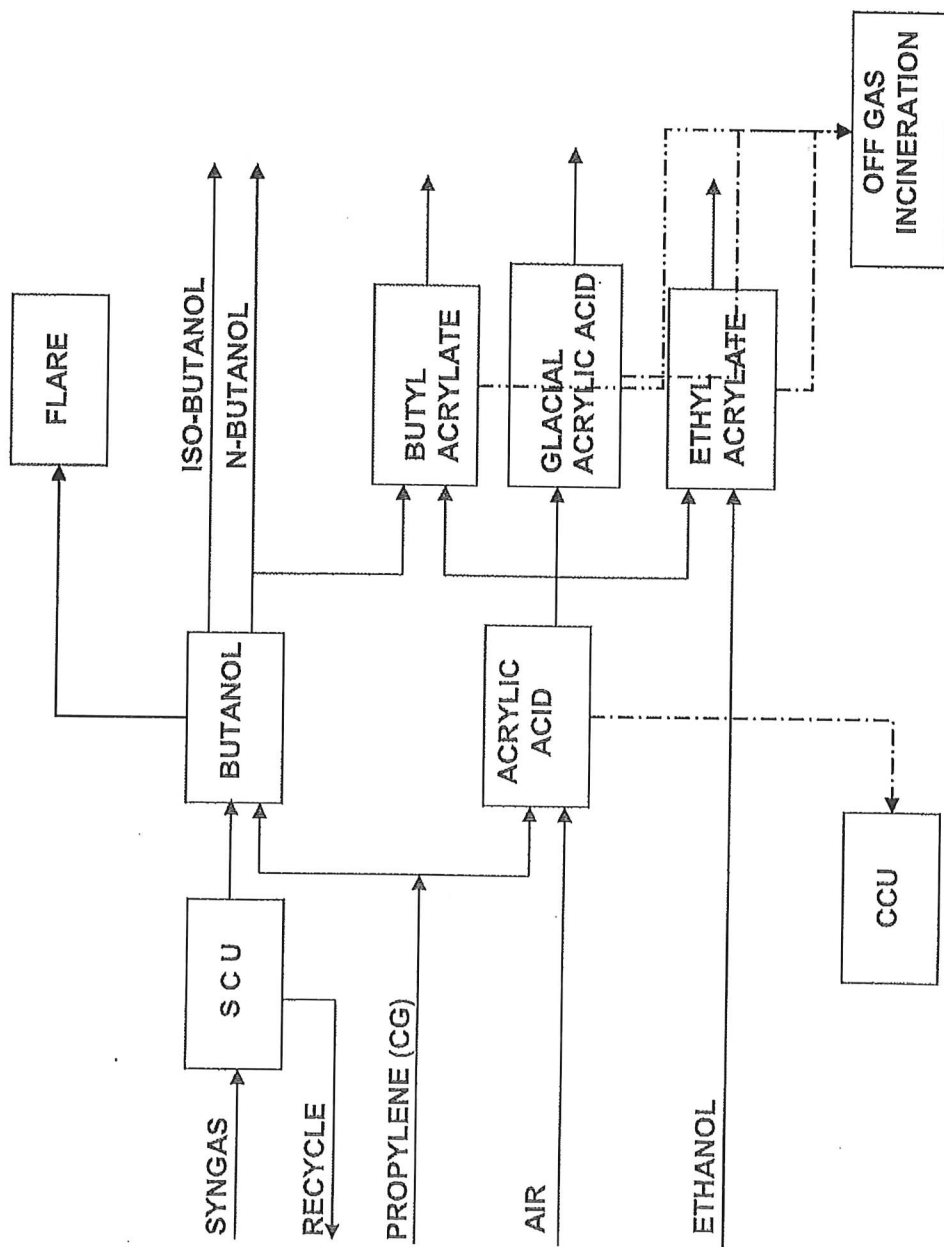 FLARE
ISO-BUTANOL
N-BUTANOL
BUTANOL
S C U
SYNGAS
RECYCLE
PROPYLENE (CG)
AIR
ETHANOL
ACRYLIC
ACID
BUTYL
ACRYLATE
GLACIAL
ACRYLIC ACID
ETHYL
ACRYLATE
CCU
OFF GAS
INCINERATION